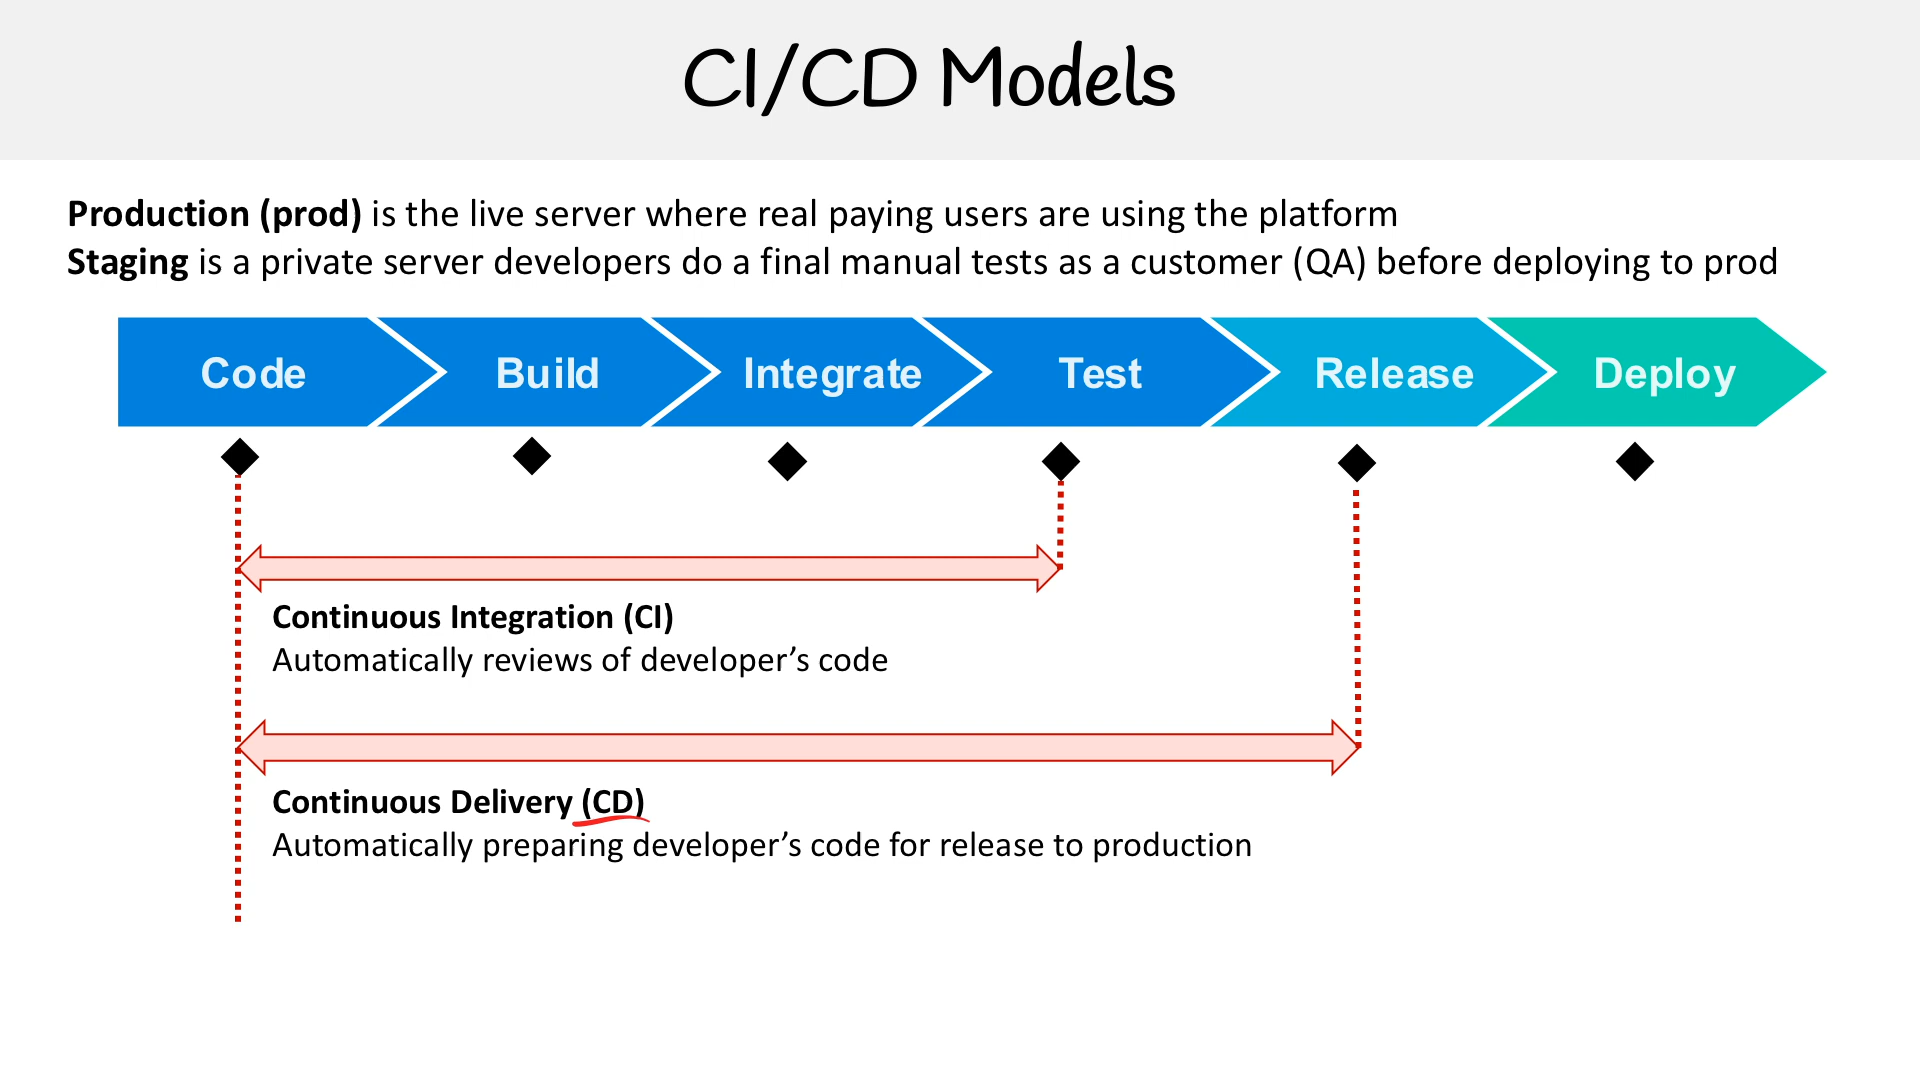 CI/CD Models
Production (prod) is the live server where real paying users are using the platform
Staging is a private server developers do a final manual tests as a customer (QA) before deploying to prod
Code
Build
Integrate
Test
Release
Deploy
Continuous Integration (CI)
Automatically reviews of developer’s code
Continuous Delivery (CD)
Automatically preparing developer’s code for release to production